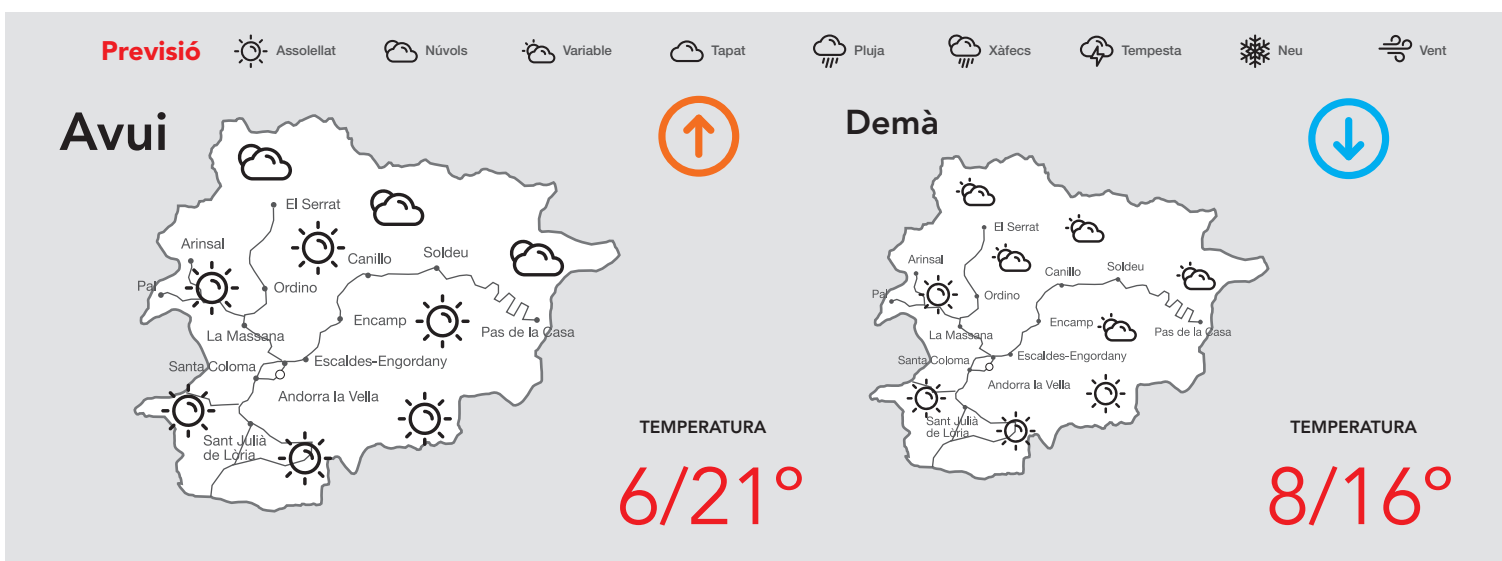 Previsió
Assolellat
Núvols
Variable
Tapat
Pluja
Xàfecs
Tempesta
Neu
Vent
Avui
El Serrat
Arinsal
Canillo
Soldeu
Pal
Ordino
La Massana
Encamp
Pas de la Casa
Santa Coloma
Escaldes-Engordany
Andorra la Vella
Sant Julià
de Lòria
TEMPERATURA
6/21°
Demà
El Serrat
Arinsal
Canillo
Soldeu
Pal
Ordino
La Massana
Encamp
Pas de la Casa
Santa Coloma
Escaldes-Engordany
Andorra la Vella
Sant Julià
de Lòria
TEMPERATURA
8/16°